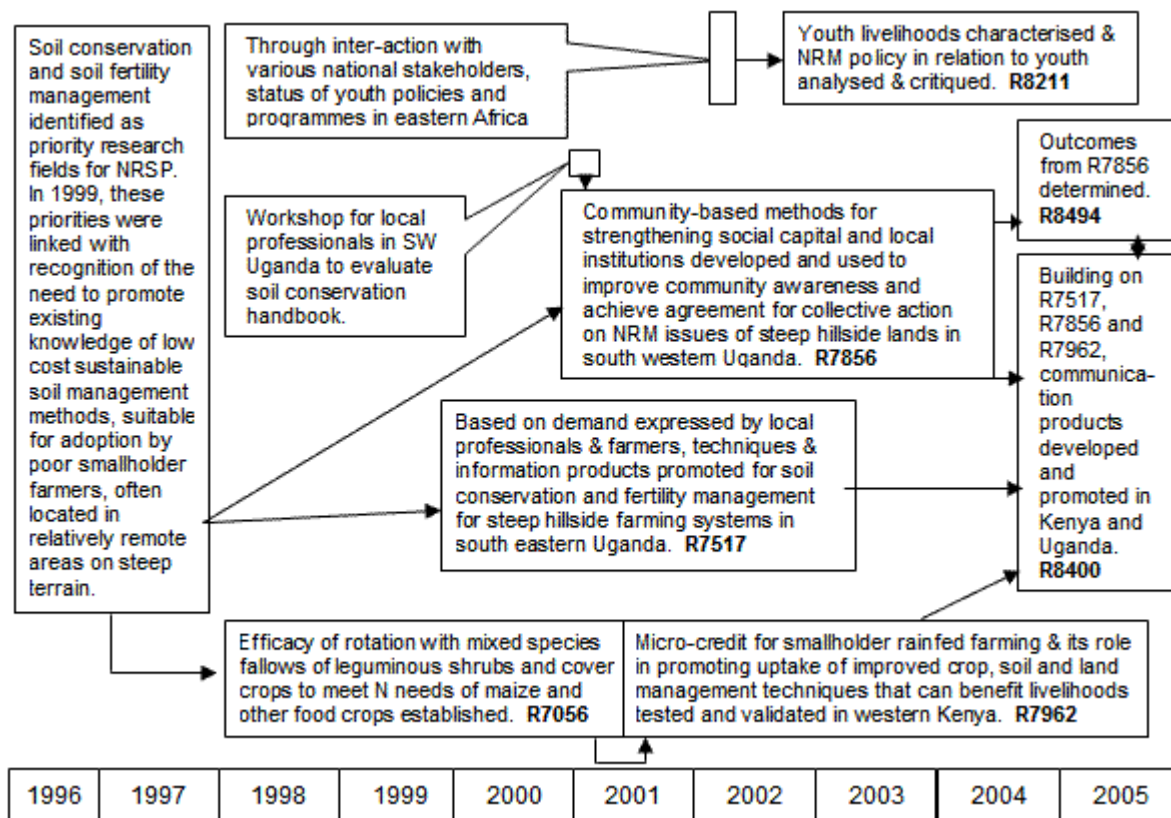 Soil conservation
and soil fertility
management
identified as
priority research
fields for NRSP.
In 1999, these
priorities were
linked with
recognition of the
need to promote
existing
knowledge of low
cost sustainable
soil management
methods, suitable
for adoption by
poor smallholder
farmers, often
located in
relatively remote
areas on steep
terrain.
Through inter-action with
various national stakeholders,
status of youth policies and
programmes in eastern Africa
Youth livelihoods characterised &
NRM policy in relation to youth
analysed & critiqued. R8211
Workshop for local
professionals in SW
Uganda to evaluate
soil conservation
handbook.
Community-based methods for
strengthening social capital and local
institutions developed and used to
improve community awareness and
achieve agreement for collective action
on NRM issues of steep hillside lands in
south western Uganda. R7856
Outcomes
from R7856
determined.
R8494
Based on demand expressed by local
professionals & farmers, techniques &
information products promoted for soil
conservation and fertility management
for steep hillside farming systems in
south eastern Uganda. R7517
Building on
R7517,
R7856 and
R7962,
communica-
tion
products
developed
and
promoted in
Kenya and
Uganda.
R8400
Efficacy of rotation with mixed species
fallows of leguminous shrubs and cover
crops to meet N needs of maize and
other food crops established. R7056
Micro-credit for smallholder rainfed farming & its role
in promoting uptake of improved crop, soil and land
management techniques that can benefit livelihoods
tested and validated in western Kenya. R7962
1996 1997 1998 1999 2000 2001 2002 2003 2004 2005